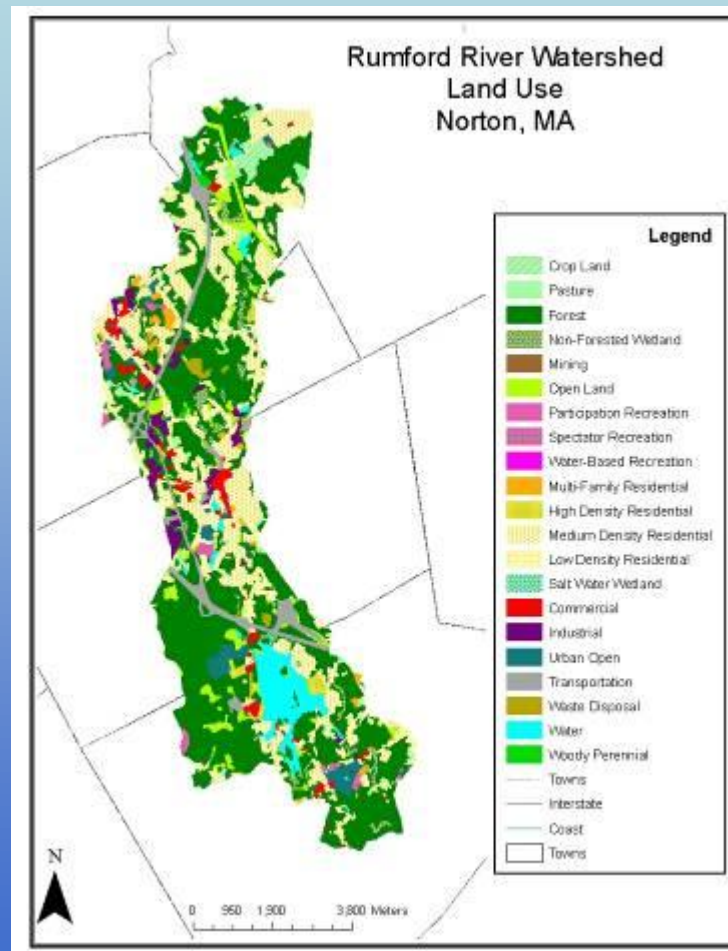 Rumford River Watershed
Land Use
Norton, MA
Legend
Crop Land
Pasture
Forest
Non-Forested Wetland
Mining
Open Land
Participation Recreation
Spectator Recreation
Water-Based Recreation
Multi-Family Residential
High Density Residential
Medium Density Residential
Low Density Residential
Salt Water Wetland
Commercial
Industrial
Urban Open
Transportation
Waste Disposal
Water
Woody Perennial
Towns
Interstate
Coast
Towns
N
0 950 1,900 3,800 Meters